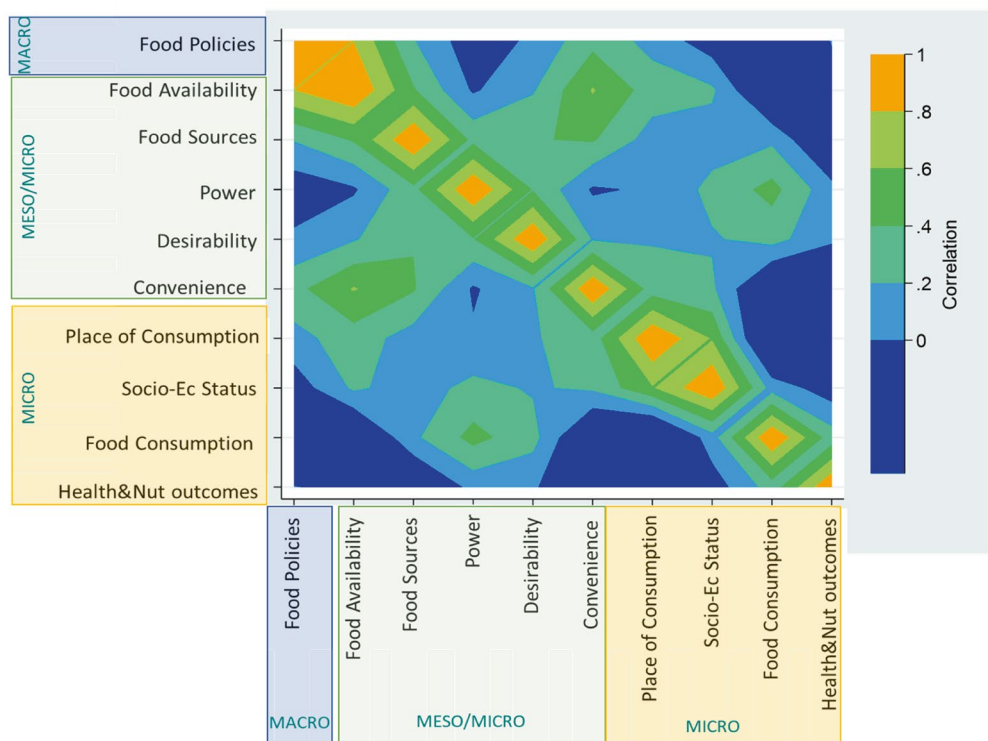 MACRO
Food Policies
MESO/MICRO
Food Availability
Food Sources
Power
Desirability
Convenience
MICRO
Place of Consumption
Socio-Ec Status
Food Consumption
Health&Nut outcomes
1
.8
.6
.4
.2
0
Correlation
Food Policies
Food Availability
Food Sources
Power
Desirability
Convenience
Place of Consumption
Socio-Ec Status
Food Consumption
Health&Nut outcomes
MACRO
MESO/MICRO
MICRO